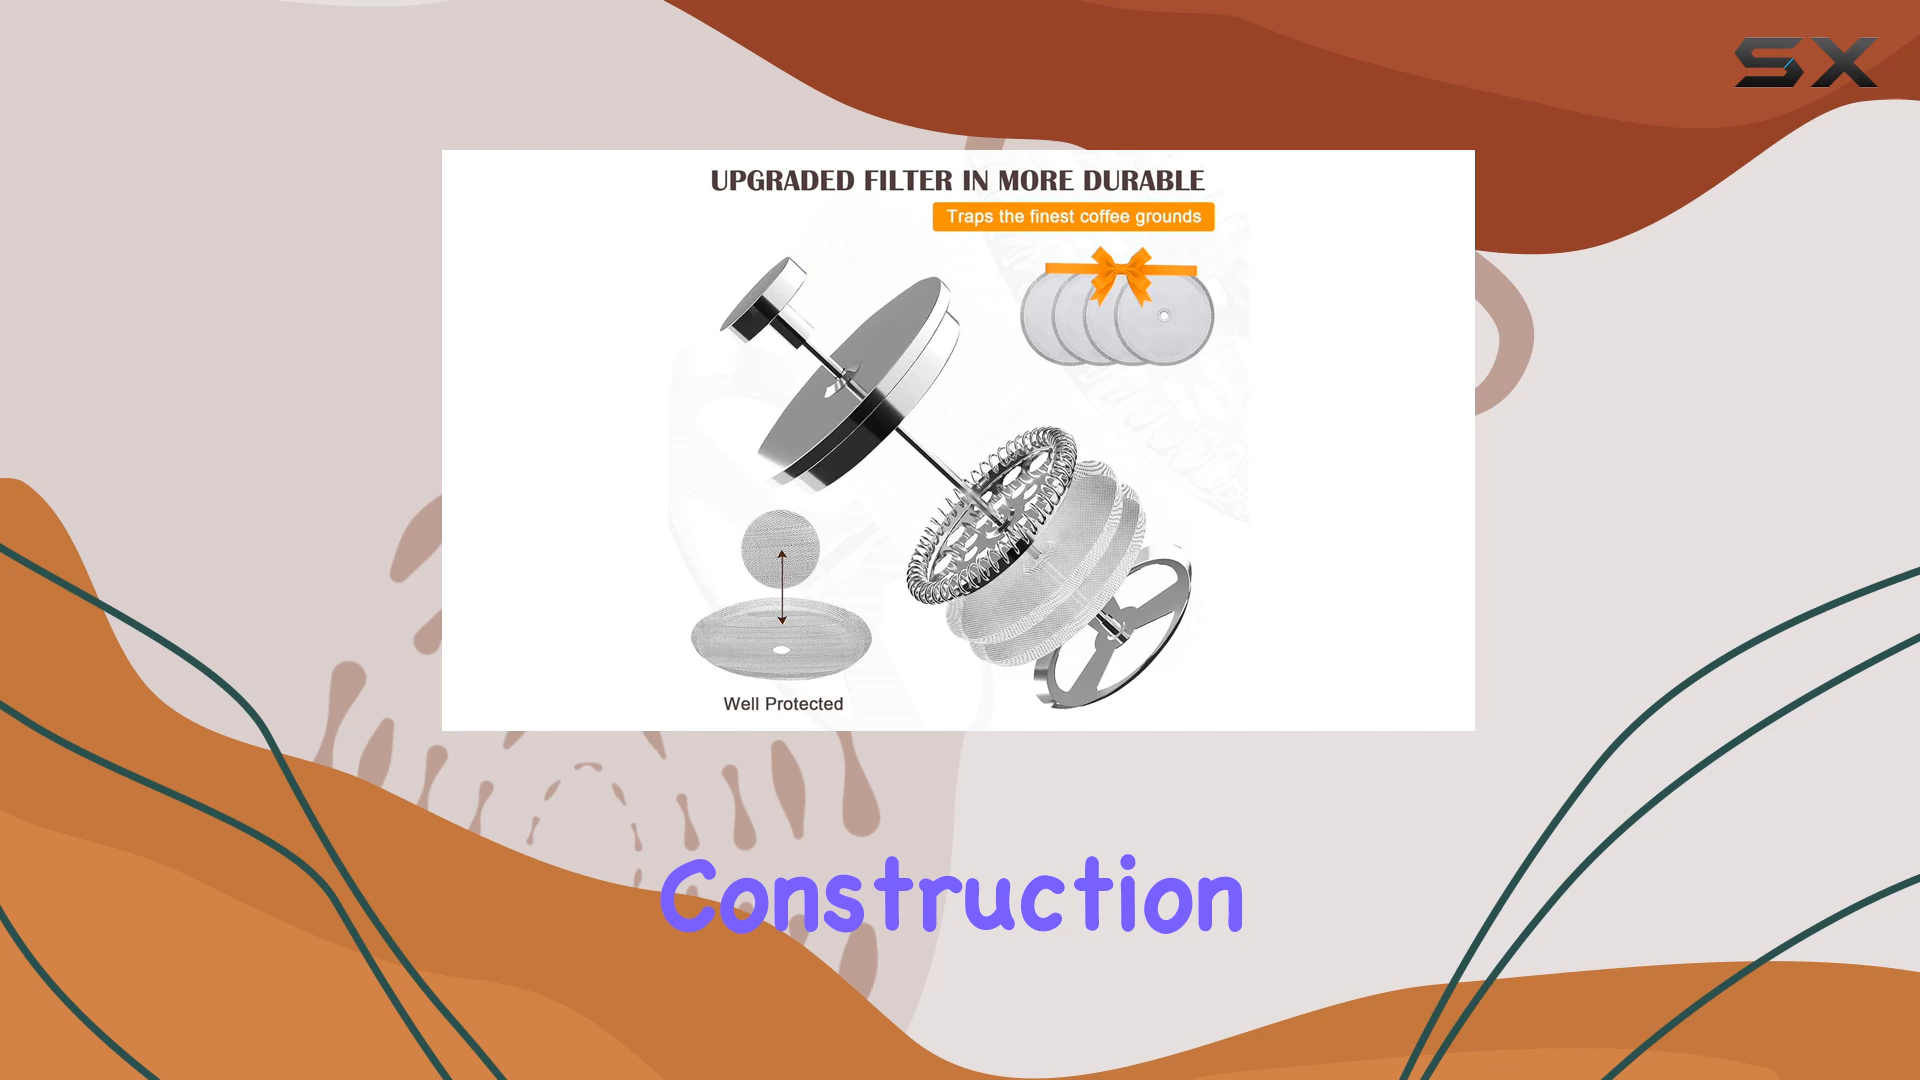 SX
UPGRADED FILTER IN MORE DURABLE
Traps the finest coffee grounds
Well Protected
Construction